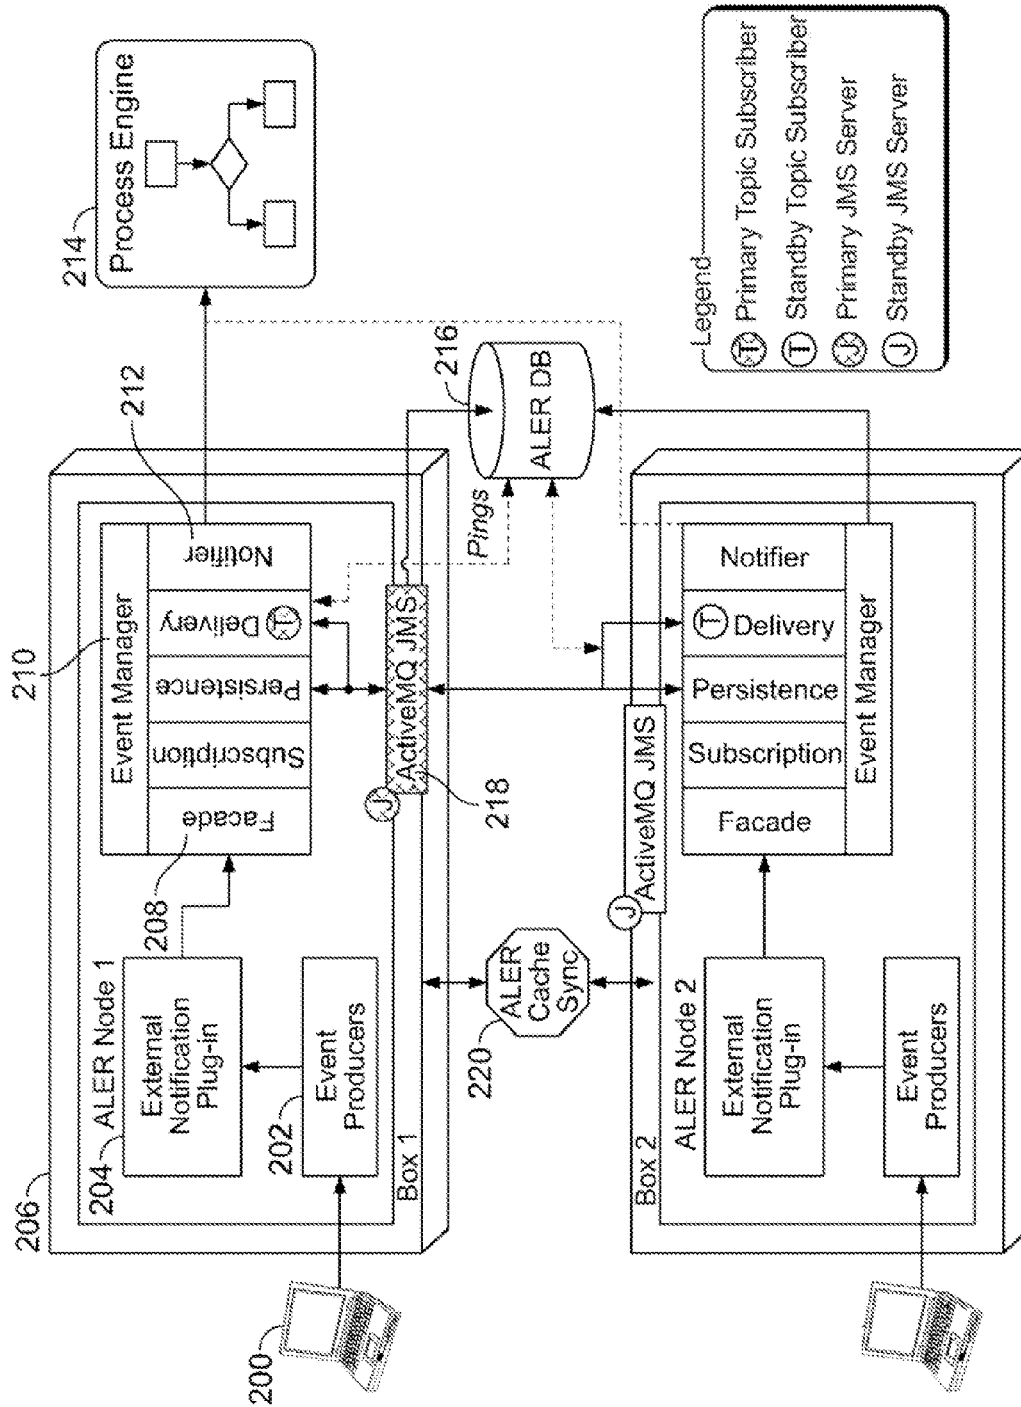 206
ALER Node 1
204
External
Notification
Plug-in
202
Event
Producers
200
Box 1
208
210
Event Manager
Facade
Subscription
Persistence
Delivery
T
Notifier
212
J
ActiveMQ JMS
218
214
Process Engine
Pings
216
ALER DB
220
ALER
Cache
Sync
Box 2
ALER Node 2
External
Notification
Plug-in
Event
Producers
J
ActiveMQ JMS
Facade
Subscription
Persistence
T
Delivery
Notifier
Event Manager
Legend
T Primary Topic Subscriber
T Standby Topic Subscriber
J Primary JMS Server
J Standby JMS Server